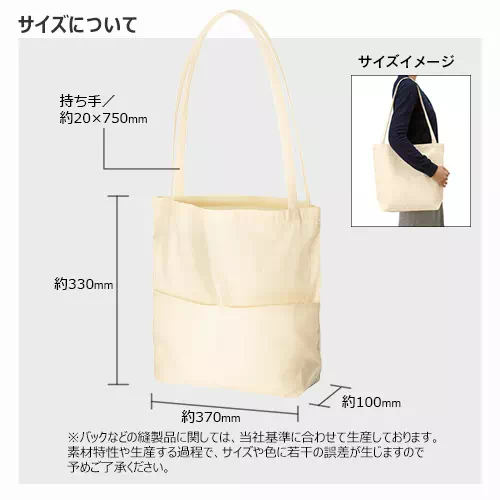 サイズについて
サイズイメージ
持ち手／
約20×750mm
約330mm
約100mm
約370mm
※バックなどの縫製品に関しては、当社基準に合わせて生産しております。
素材特性や生産する過程で、サイズや色に若干の誤差が生じますので
予めご了承ください。